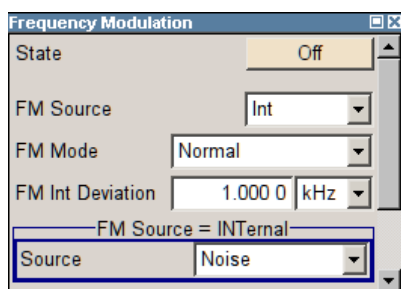 Frequency Modulation
State Off
FM Source Int
FM Mode Normal
FM Int Deviation 1.000 0 kHz
FM Source = INTernal
Source Noise